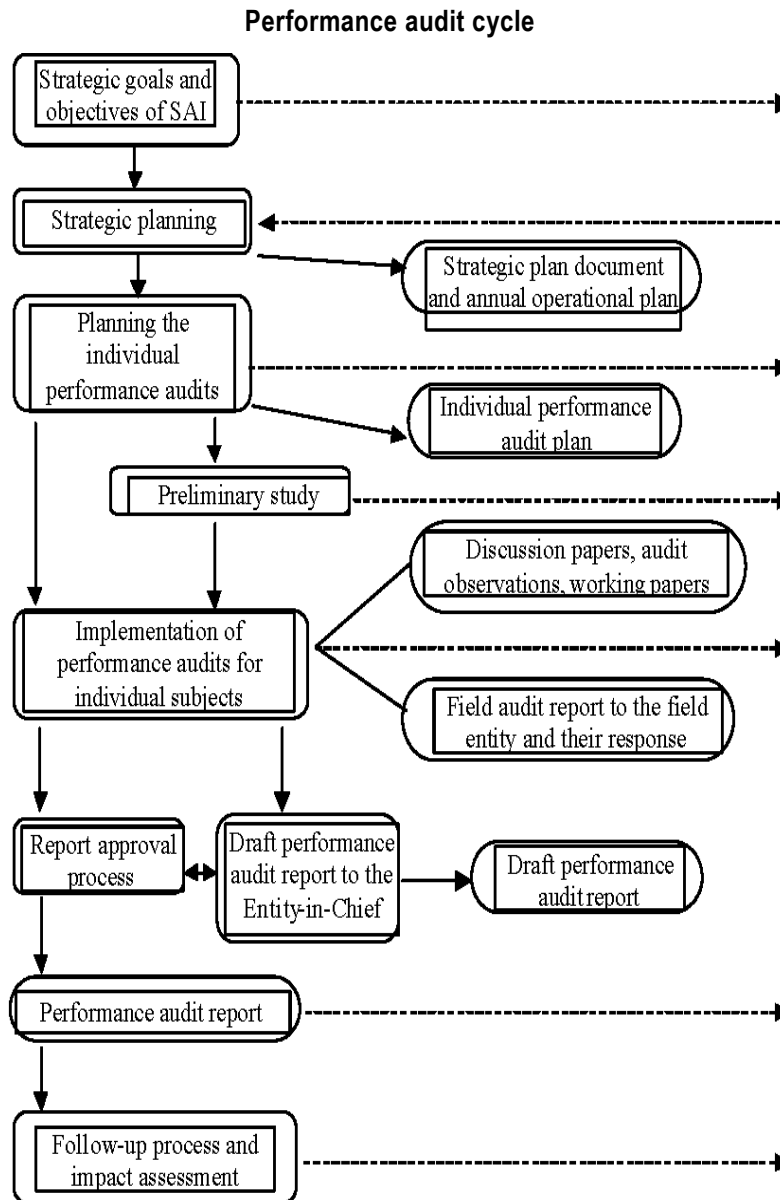 Performance audit cycle
Strategic goals and
objectives of SAI
Strategic planning
Strategic plan document
and annual operational plan
Planning the
individual
performance audits
Individual performance
audit plan
Preliminary study
Discussion papers, audit
observations, working papers
Implementation of
performance audits for
individual subjects
Field audit report to the field
entity and their response
Report approval
process
Draft performance
audit report to the
Entity-in-Chief
Draft performance
audit report
Performance audit report
Follow-up process and
impact assessment